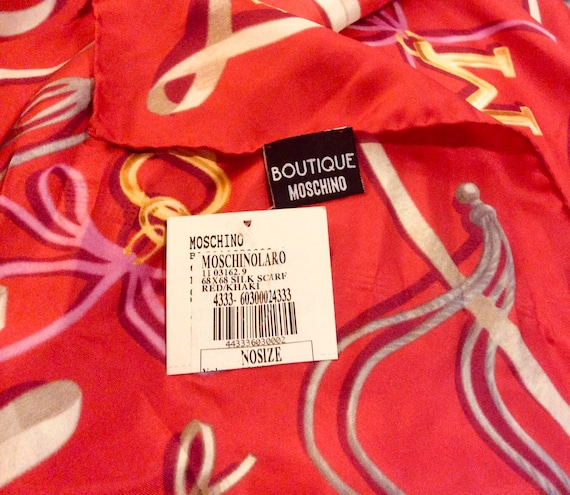 BOUTIQUE
MOSCHINO
MOSCHINO
MOSCHINOLARO
11 03162.9
68X68 SILK SCARF
RED/KHAKI
4333- 60300024333
443336030002
NOSIZE
M